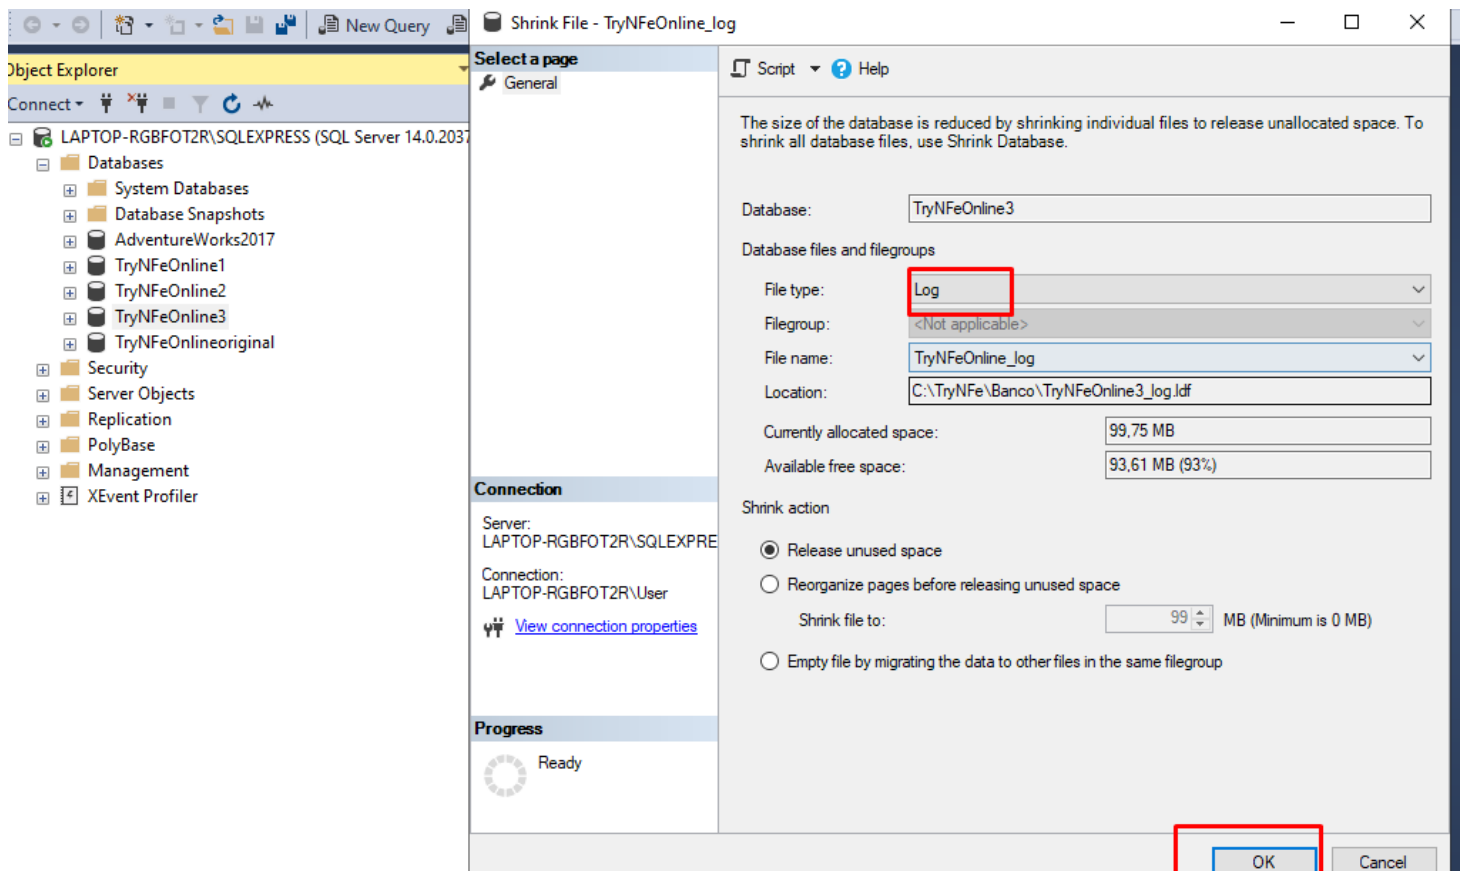 New Query
Object Explorer
Connect
LAPTOP-RGBFOT2R\SQLEXPRESS (SQL Server 14.0.2037
Databases
System Databases
Database Snapshots
AdventureWorks2017
TryNFeOnline1
TryNFeOnline2
TryNFeOnline3
TryNFeOnlineoriginal
Security
Server Objects
Replication
PolyBase
Management
XEvent Profiler
Shrink File - TryNFeOnline_log
Select a page
General
Connection
Server:
LAPTOP-RGBFOT2R\SQLEXPRE
Connection:
LAPTOP-RGBFOT2R\User
View connection properties
Progress
Ready
Script
Help
The size of the database is reduced by shrinking individual files to release unallocated space. To
shrink all database files, use Shrink Database.
Database: TryNFeOnline3
Database files and filegroups
File type: Log
Filegroup: <Not applicable>
File name: TryNFeOnline_log
Location: C:\TryNFe\Banco\TryNFeOnline3_log.ldf
Currently allocated space: 99,75 MB
Available free space: 93,61 MB (93%)
Shrink action
Release unused space
Reorganize pages before releasing unused space
Shrink file to: 99 MB (Minimum is 0 MB)
Empty file by migrating the data to other files in the same filegroup
OK Cancel